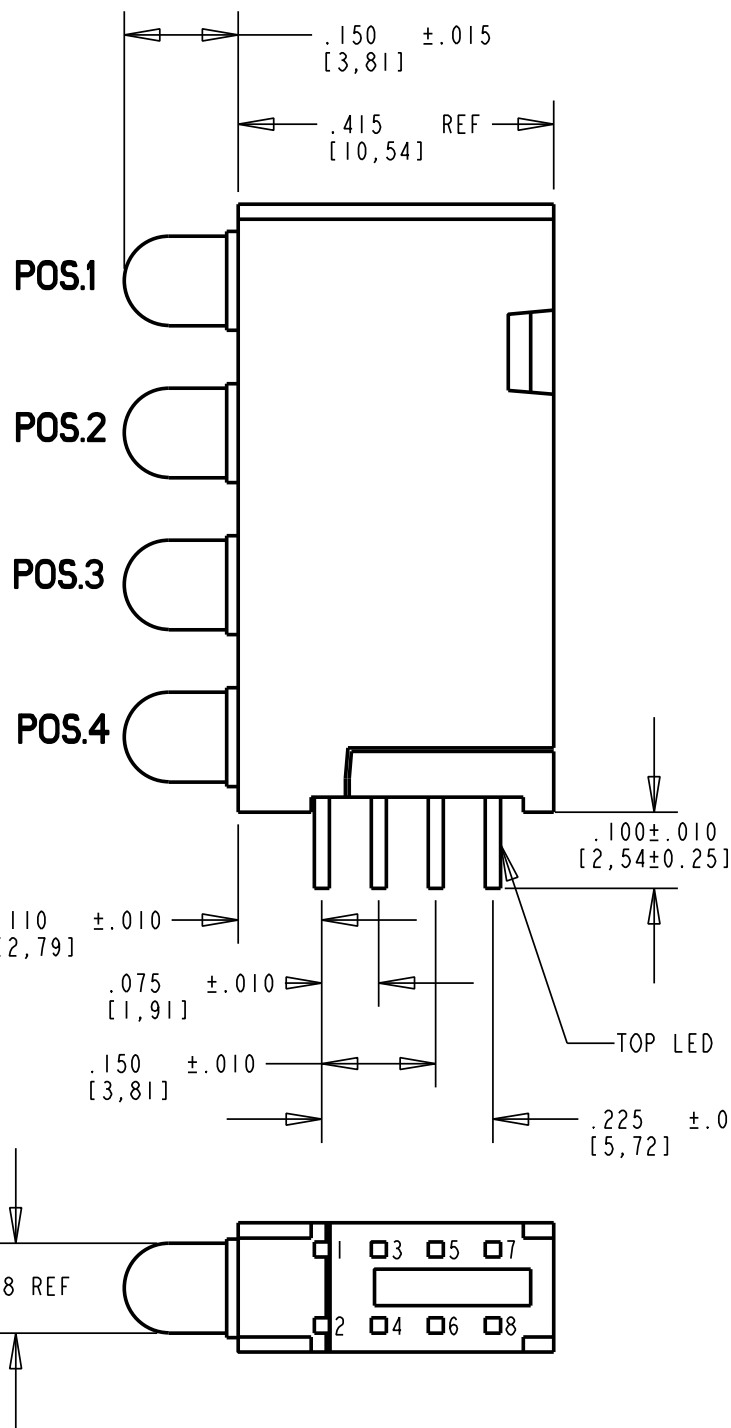 .150 ±.015
[3,81]
.415 REF
[10,54]
POS.1
POS.2
POS.3
POS.4
.100±.010
[2,54±0.25]
110 ±.010
[2,79]
.075 ±.010
[1,91]
.150 ±.010
[3,81]
TOP LED
.225 ±.0
[5,72]
1 3 5 7
8 REF
2 4 6 8